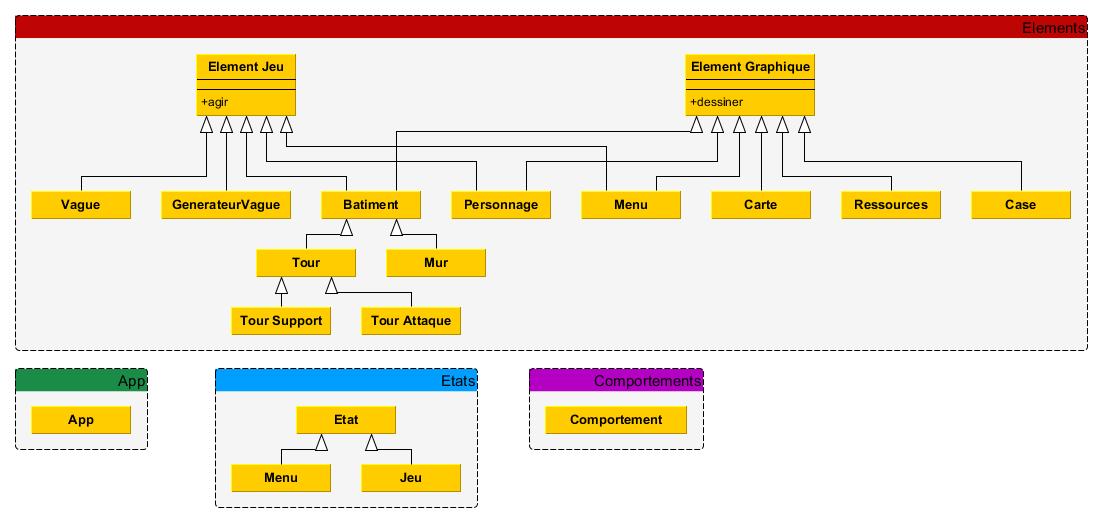 Elements
Element Jeu
Element Graphique
+agir
+dessiner
Vague
GenerateurVague
Batiment
Personnage
Menu
Carte
Ressources
Case
Tour
Mur
Tour Support
Tour Attaque
App
Etats
Comportements
App
Etat
Comportement
Menu
Jeu